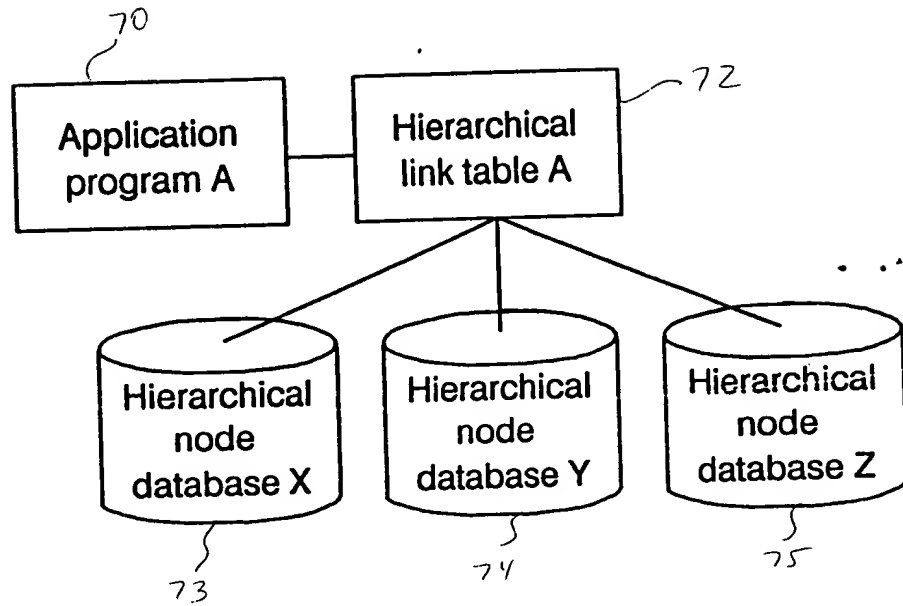 70
72
Application
program A
Hierarchical
link table A
Hierarchical
node
database X
Hierarchical
node
database Y
Hierarchical
node
database Z
73
74
75